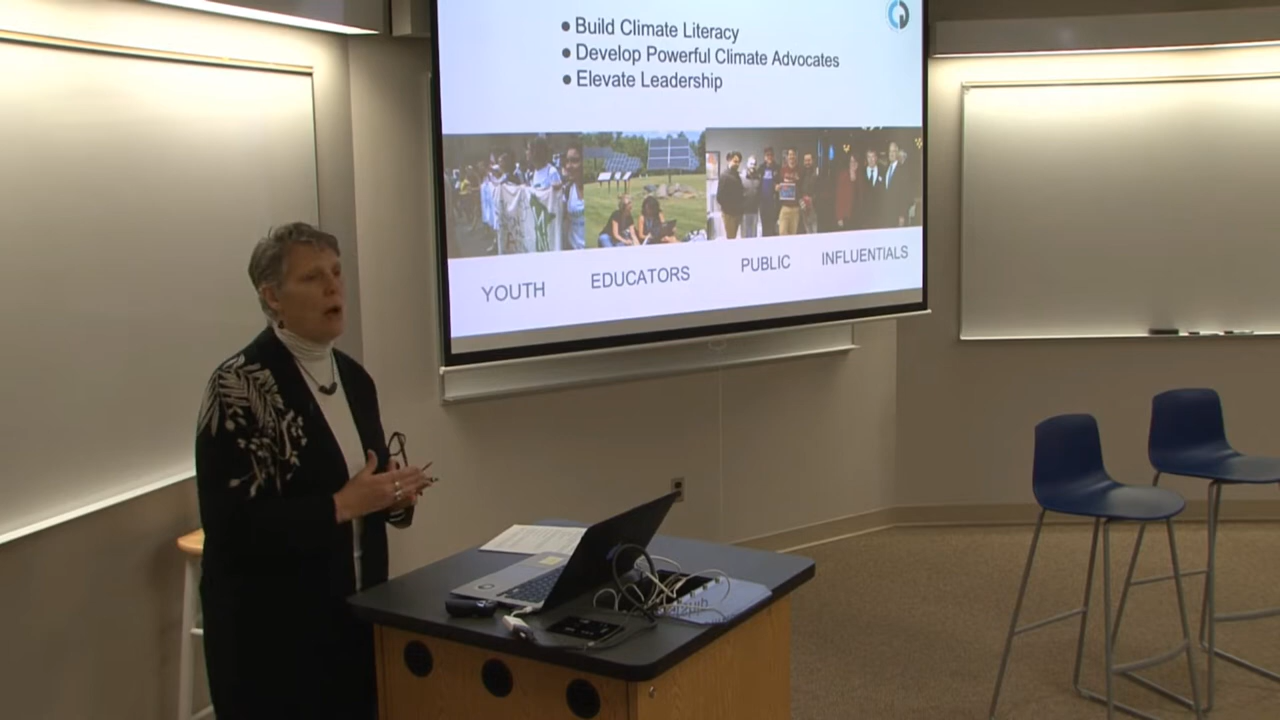 ● Build Climate Literacy
● Develop Powerful Climate Advocates
● Elevate Leadership
YOUTH EDUCATORS PUBLIC INFLUENTIALS